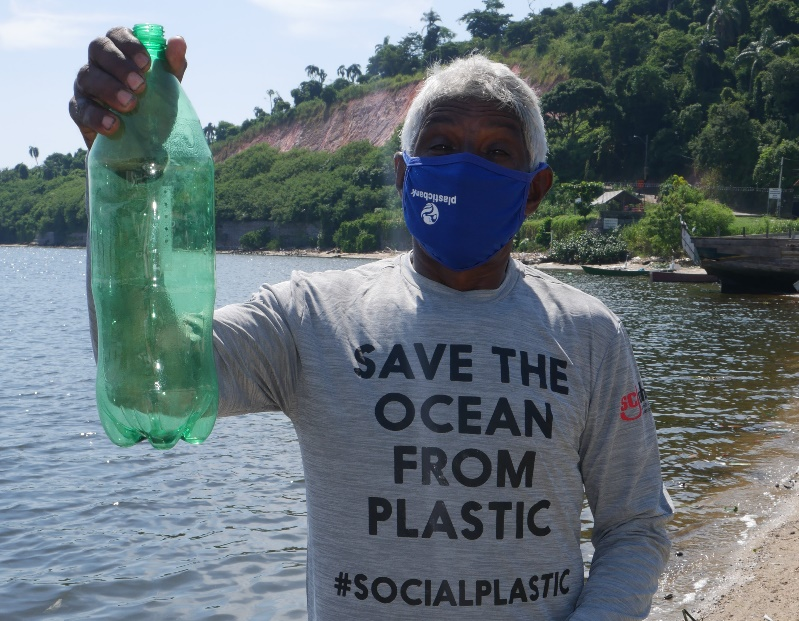 plasticbank
SAVE THE
OCEAN
FROM
PLASTIC
#SOCIALPLASTIC